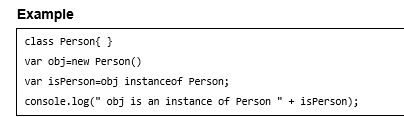 Example
class Person{ }
var obj=new Person()
var isPerson=obj instanceof Person;
console.log(" obj is an instance of Person " + isPerson);